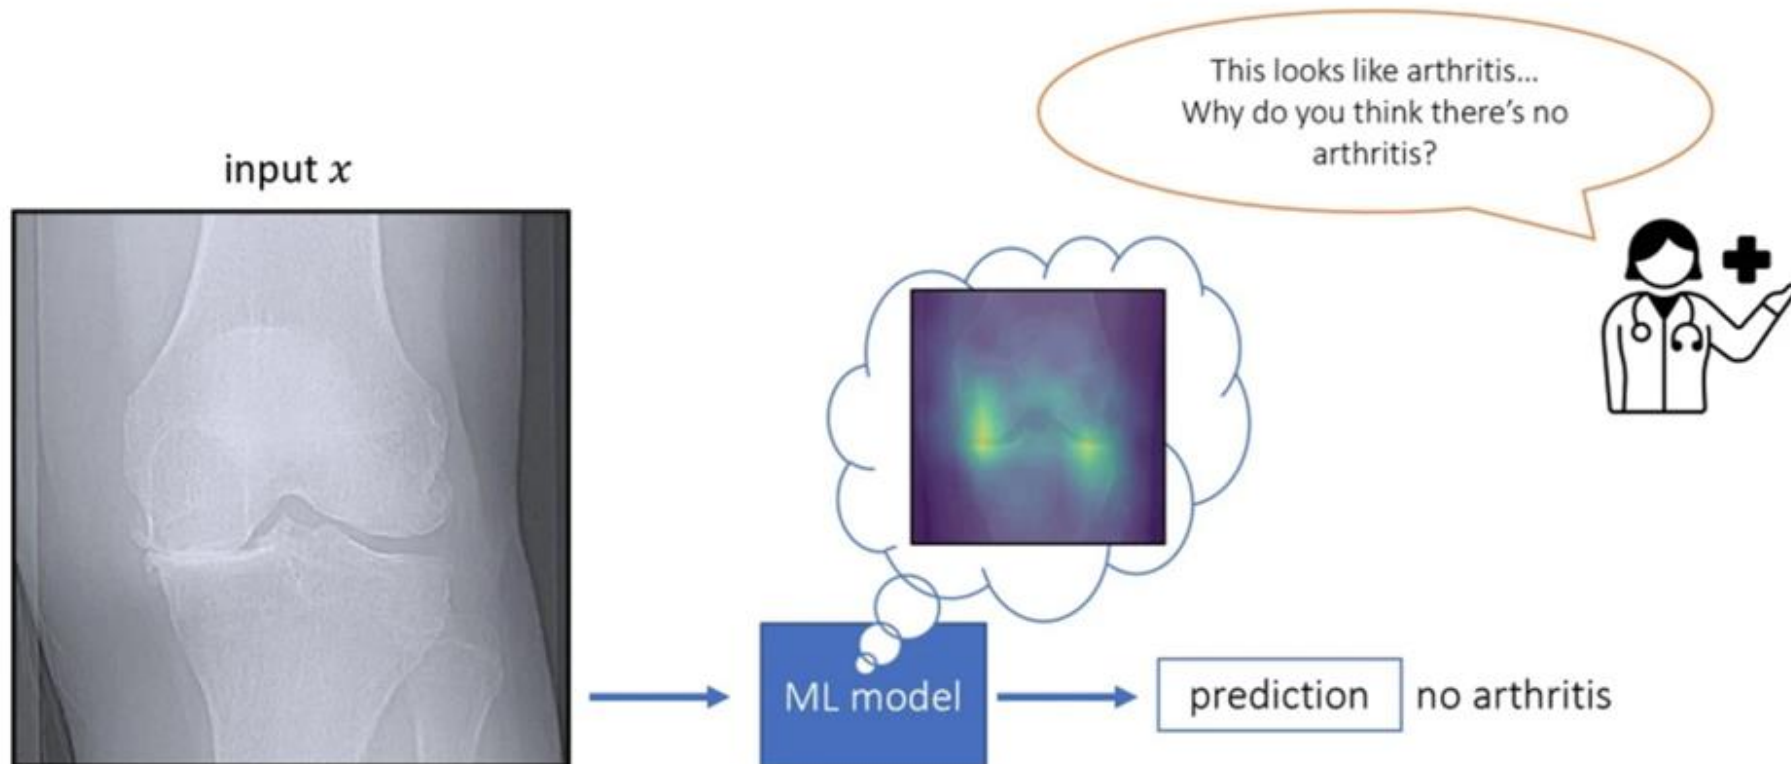 This looks like arthritis...
Why do you think there's no
arthritis?
input x
ML model
prediction
no arthritis